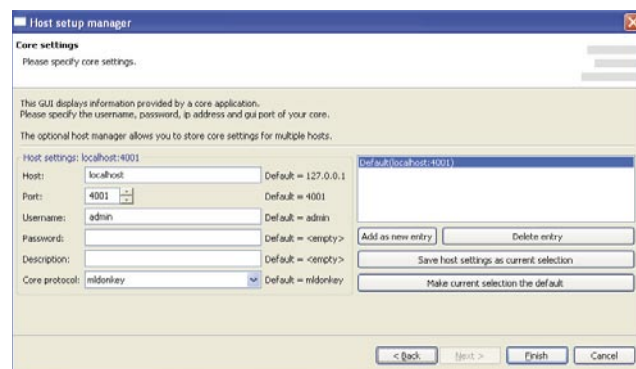 Host setup manager
Core settings
Please specify core settings.
This GUI displays information provided by a core application.
Please specify the username, password, ip address and gui port of your core.
The optional host manager allows you to store core settings for multiple hosts.
Host settings: localhost:4001
Host: localhost Default = 127.0.0.1
Port: 4001 Default = 4001
Username: admin Default = admin
Password: Default = <empty>
Description: Default = <empty>
Core protocol: mldonkey Default = mldonkey
Default(localhost:4001)
Add as new entry Delete entry
Save host settings as current selection
Make current selection the default
< Back Next > Finish Cancel